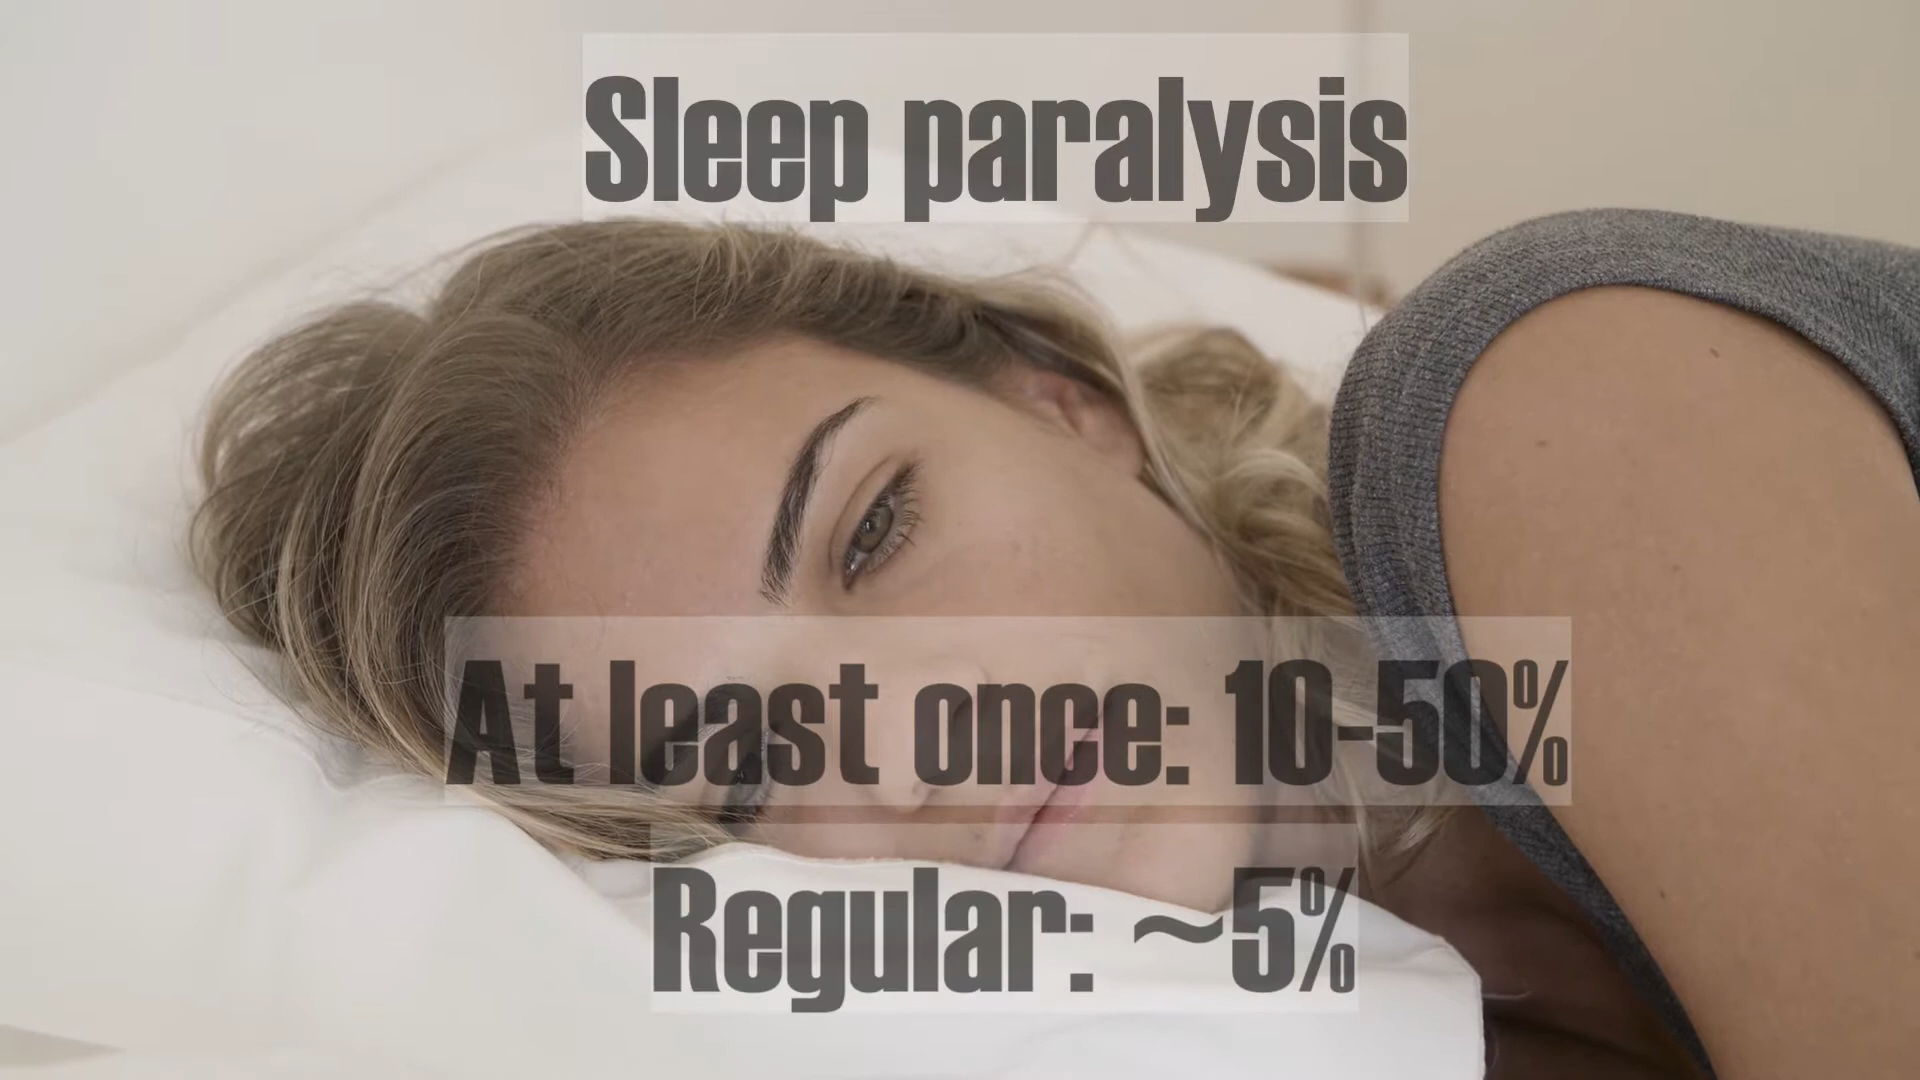 Sleep paralysis
At least once: 10-50%
Regular: ~5%